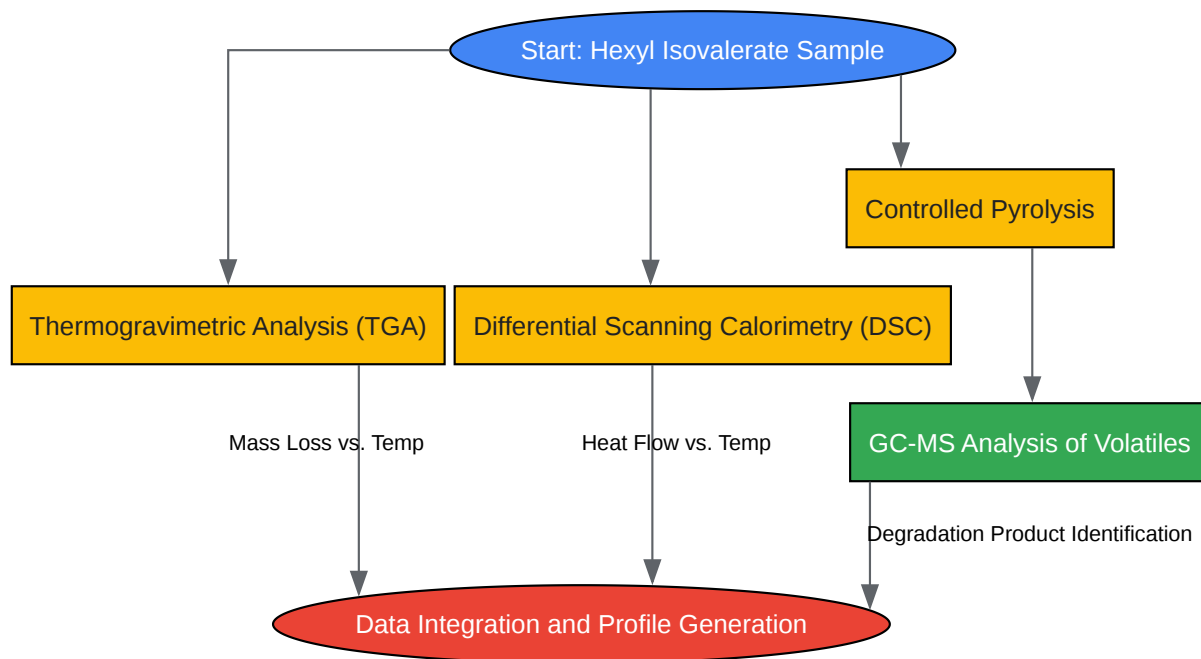 Start: Hexyl Isovalerate Sample
Controlled Pyrolysis
Thermogravimetric Analysis (TGA)
Differential Scanning Calorimetry (DSC)
Mass Loss vs. Temp
Heat Flow vs. Temp
GC-MS Analysis of Volatiles
Degradation Product Identification
Data Integration and Profile Generation